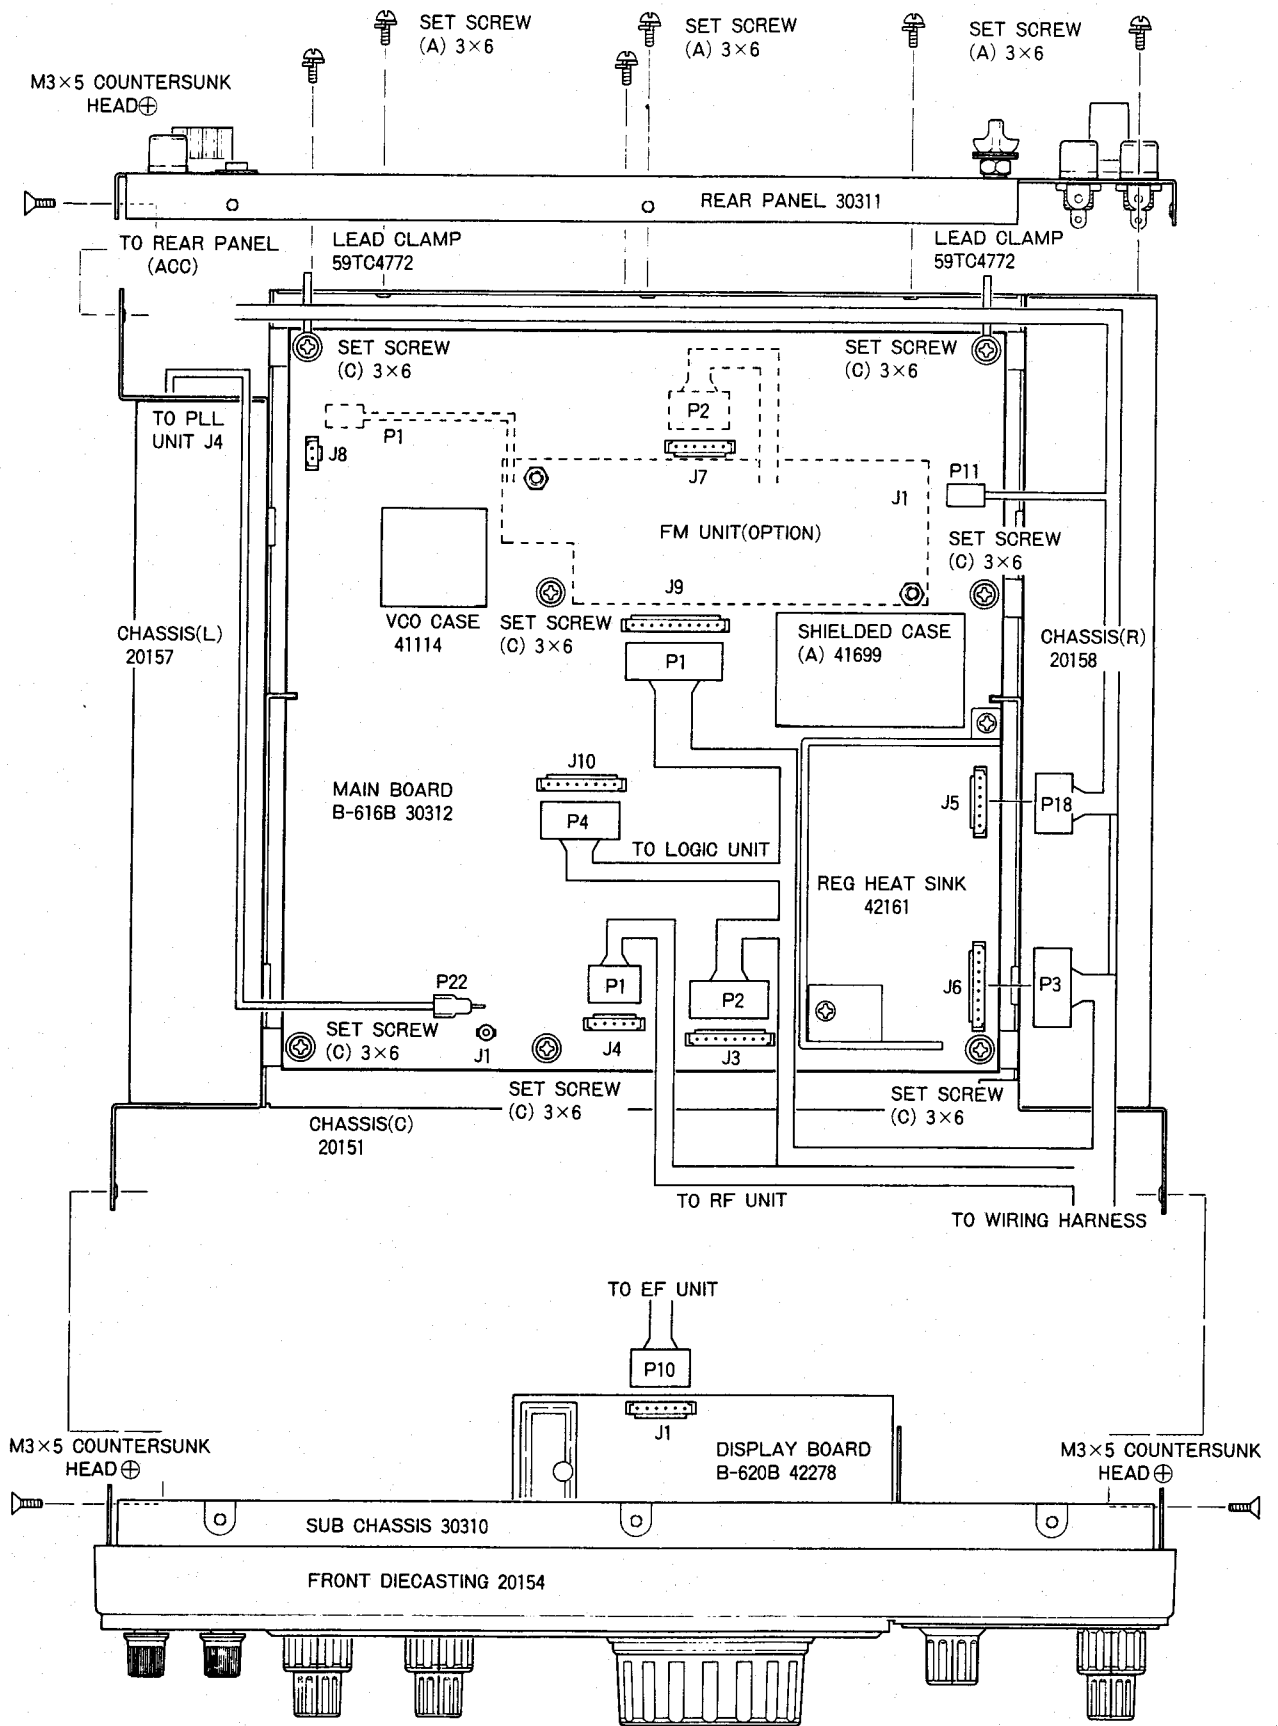 SET SCREW
(A) 3×6
SET SCREW
(A) 3×6
SET SCREW
(A) 3×6
M3×5 COUNTERSUNK
HEAD⊕
REAR PANEL 30311
TO REAR PANEL
(ACC)
LEAD CLAMP
59TC4772
LEAD CLAMP
59TC4772
SET SCREW
(C) 3×6
SET SCREW
(C) 3×6
TO PLL
UNIT J4
P1
P2
J8
J7
P11
J1
FM UNIT(OPTION)
SET SCREW
(C) 3×6
J9
VCO CASE
41114
SET SCREW
(C) 3×6
SHIELDED CASE
(A) 41699
CHASSIS(L)
20157
CHASSIS(R)
20158
P1
J10
MAIN BOARD
B-616B 30312
P4
J5
P18
TO LOGIC UNIT
REG HEAT SINK
42161
P22
P1
P2
J6
P3
SET SCREW
(C) 3×6
J1
J4
J3
SET SCREW
(C) 3×6
SET SCREW
(C) 3×6
CHASSIS(C)
20151
TO RF UNIT
TO WIRING HARNESS
TO EF UNIT
P10
J1
DISPLAY BOARD
B-620B 42278
M3×5 COUNTERSUNK
HEAD⊕
M3×5 COUNTERSUNK
HEAD⊕
SUB CHASSIS 30310
FRONT DIECASTING 20154